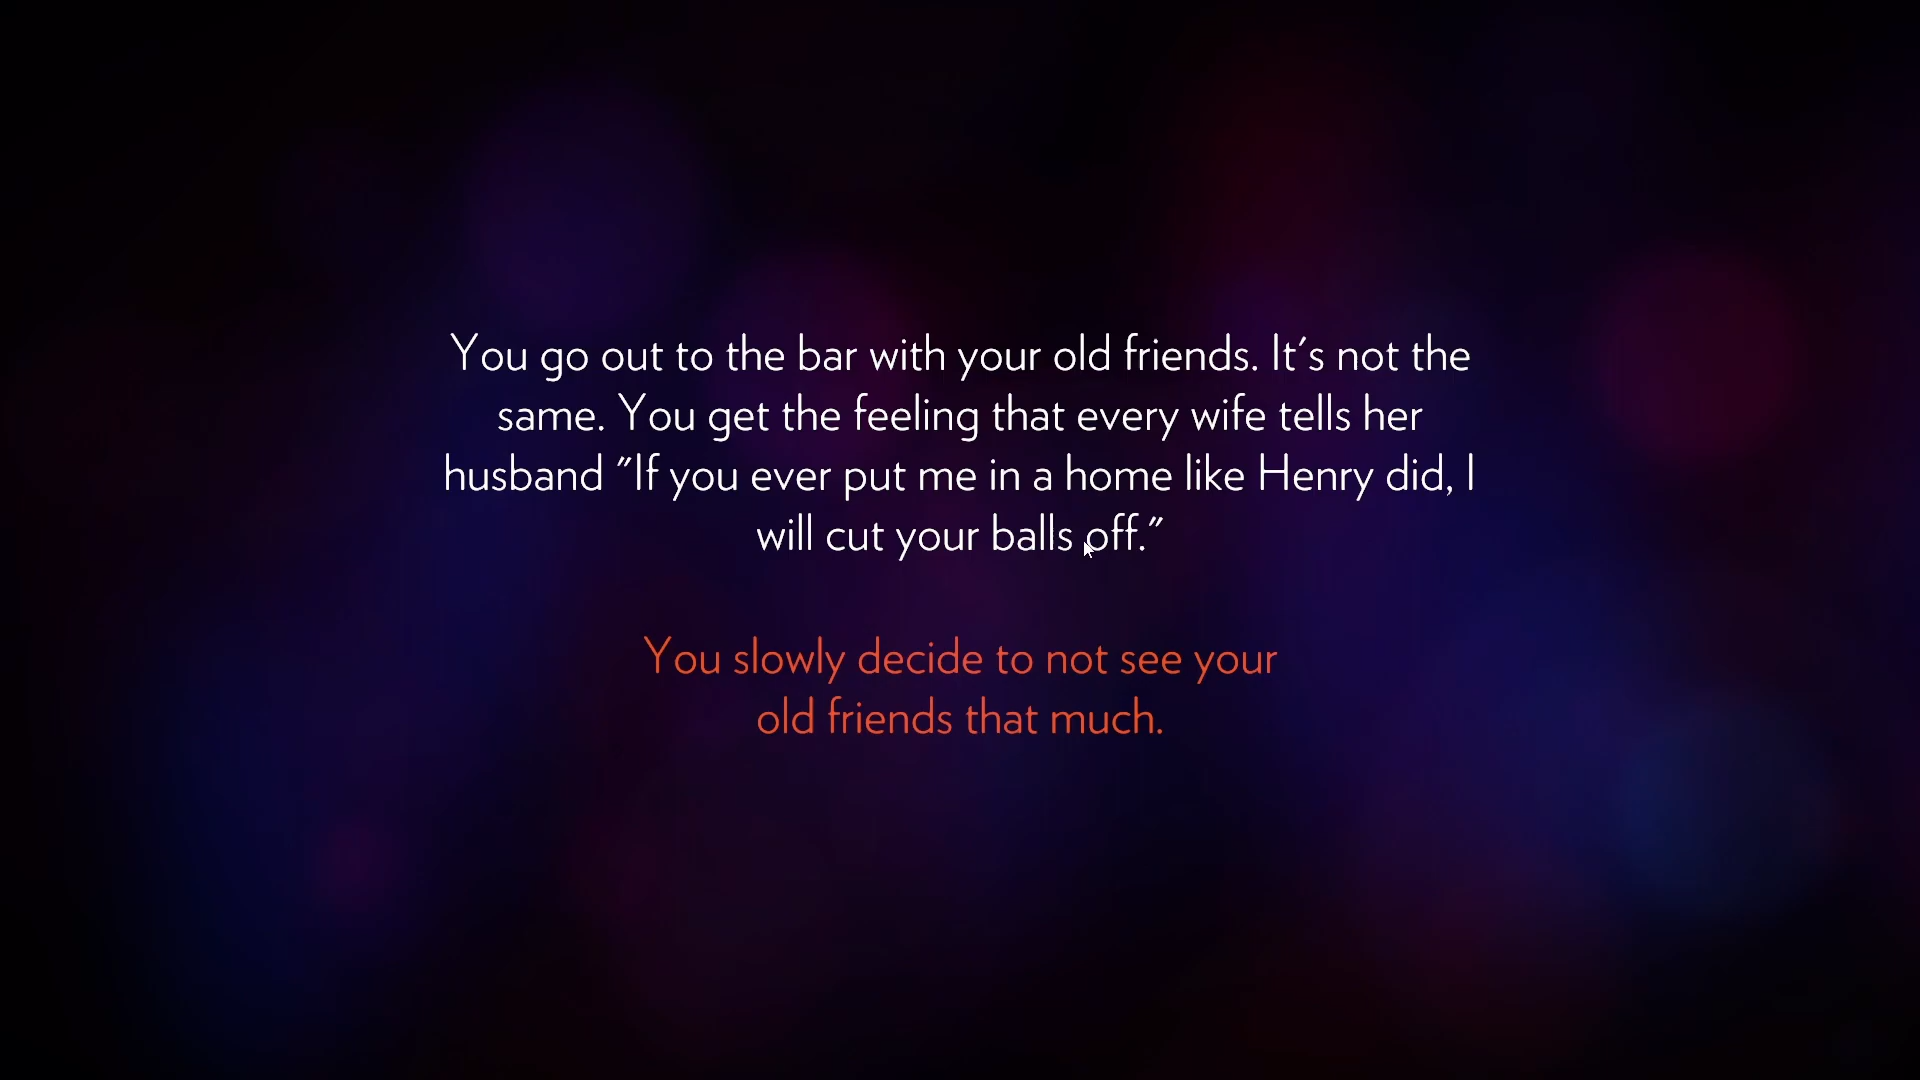 You go out to the bar with your old friends. It's not the
same. You get the feeling that every wife tells her
husband "If you ever put me in a home like Henry did, I
will cut your balls off."
You slowly decide to not see your
old friends that much.